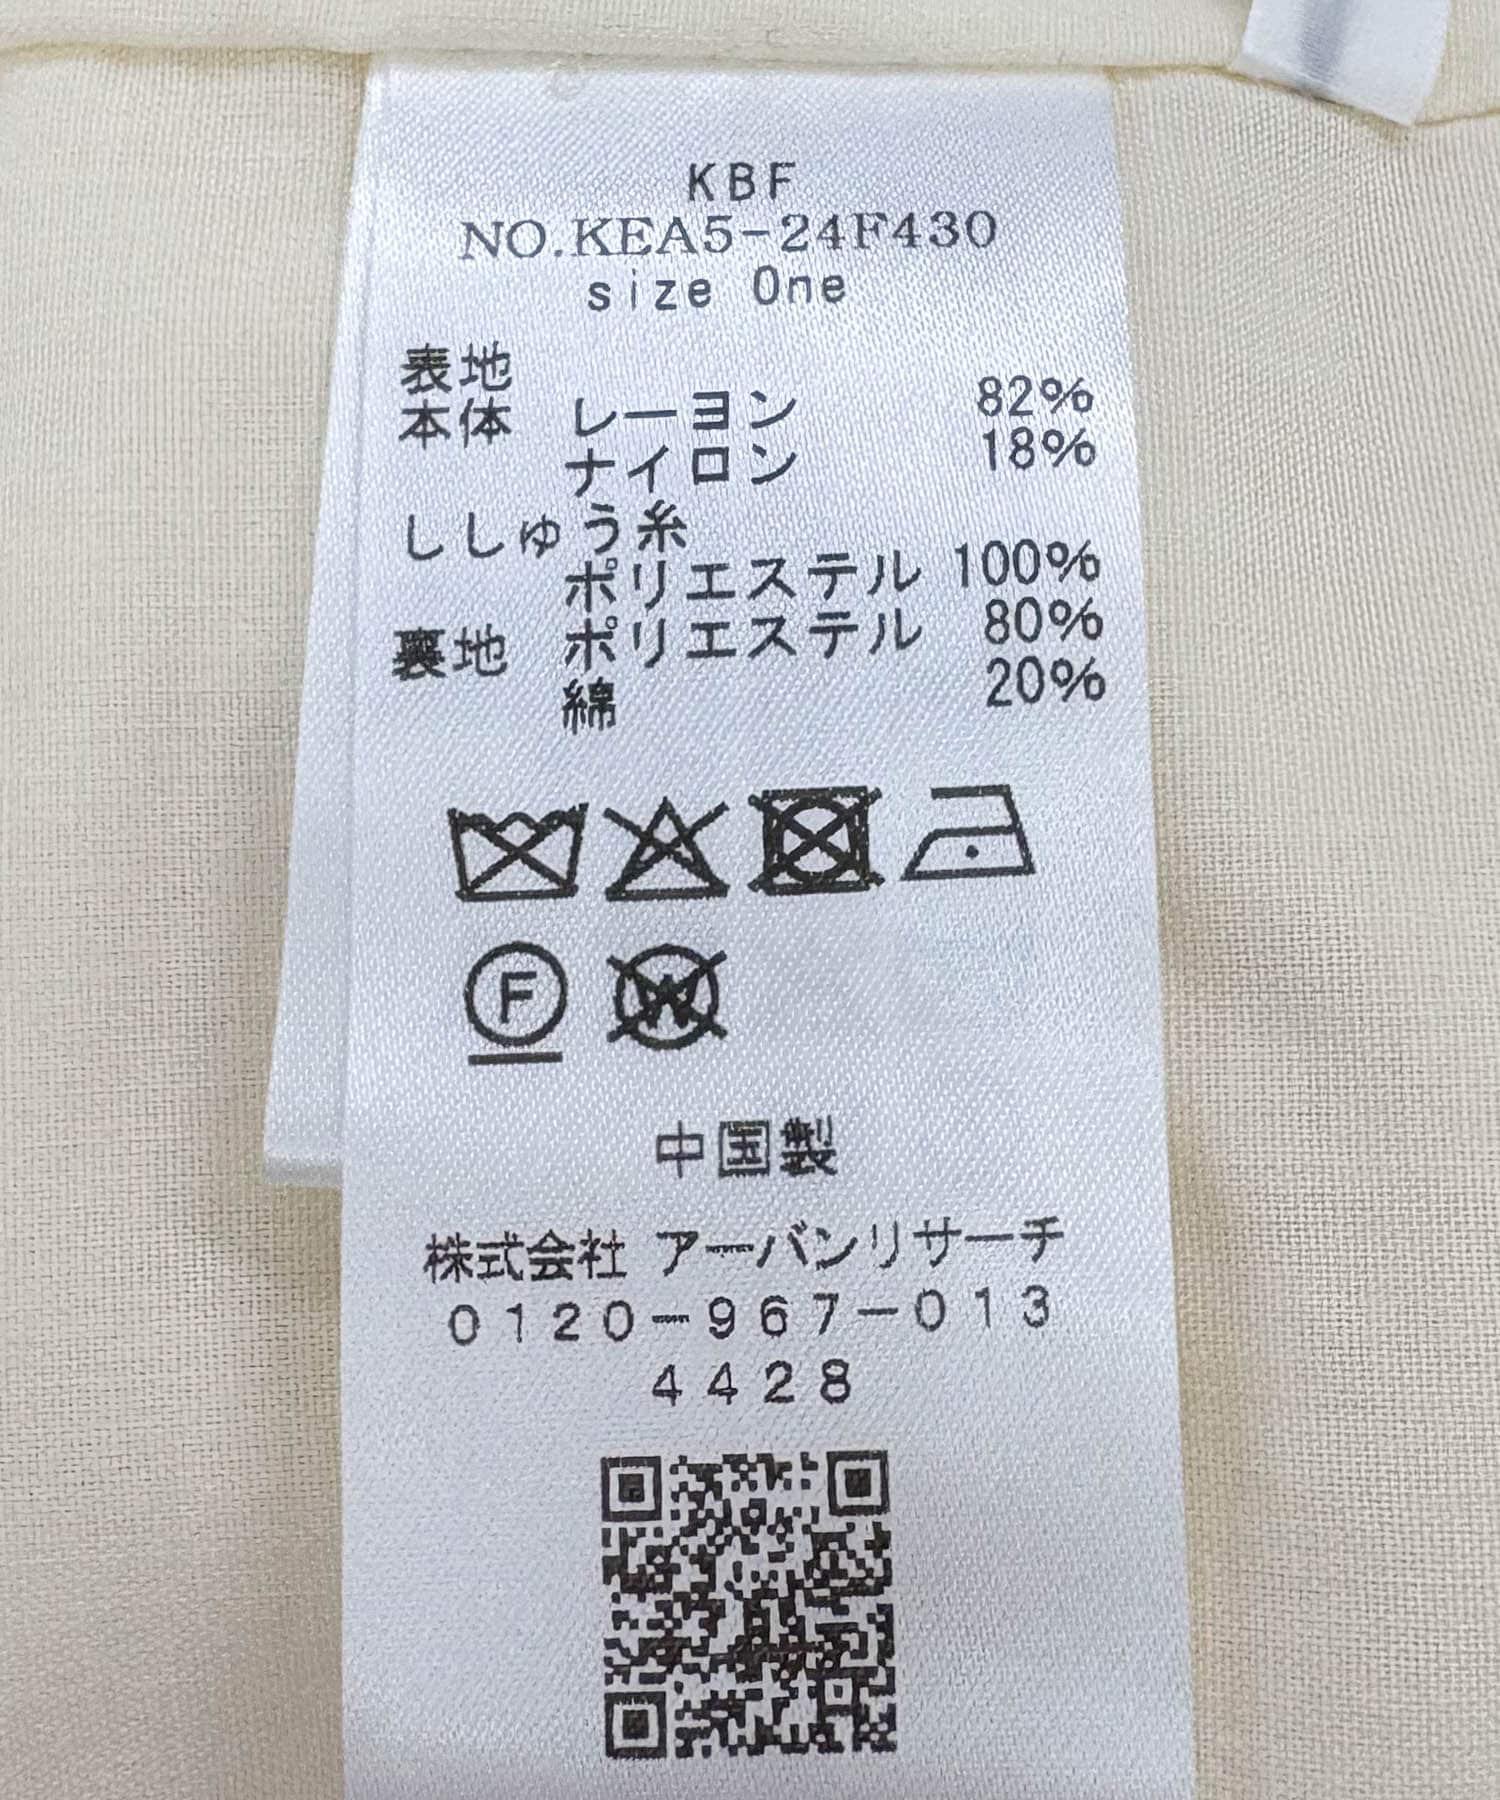 KBF
NO.KEA5-24F430
size One
表地
本体 レーヨン 82%
ナイロン 18%
ししゅう糸
ポリエステル 100%
裏地 ポリエステル 80%
綿 20%
F
W
中国製
株式会社 アーバンリサーチ
0120-967-013
4428